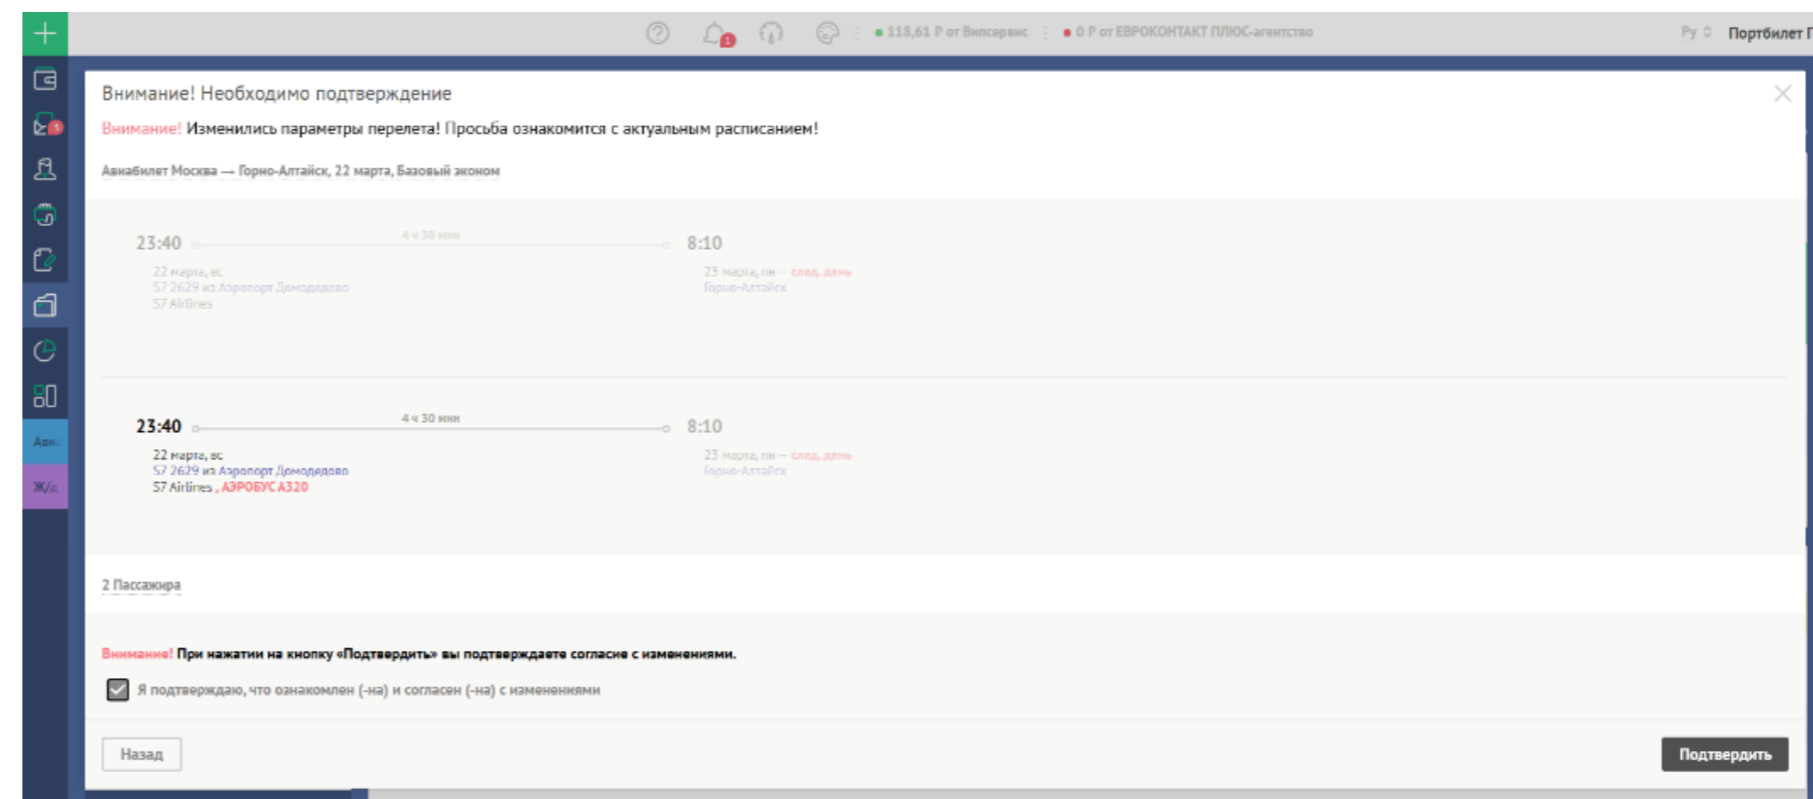 118,61 Р от Випсервис
0 Р от ЕВРОКОНТАКТ ПЛЮС-агентство
Ру
Портбилет Г
Внимание! Необходимо подтверждение
Внимание! Изменились параметры перелета! Просьба ознакомится с актуальным расписанием!
Авиабилет Москва — Горно-Алтайск, 22 марта, Базовый эконом
23:40
4 ч 30 мин
8:10
22 марта, вс
23 марта, пн — след. день
S7 2629 из Аэропорт Домодедово
Горно-Алтайск
S7 Airlines
23:40
4 ч 30 мин
8:10
22 марта, вс
23 марта, пн — след. день
S7 2629 из Аэропорт Домодедово
Горно-Алтайск
S7 Airlines , АЭРОБУС А320
Ж/д
2 Пассажира
Внимание! При нажатии на кнопку «Подтвердить» вы подтверждаете согласие с изменениями.
Я подтверждаю, что ознакомлен (-на) и согласен (-на) с изменениями
Назад
Подтвердить